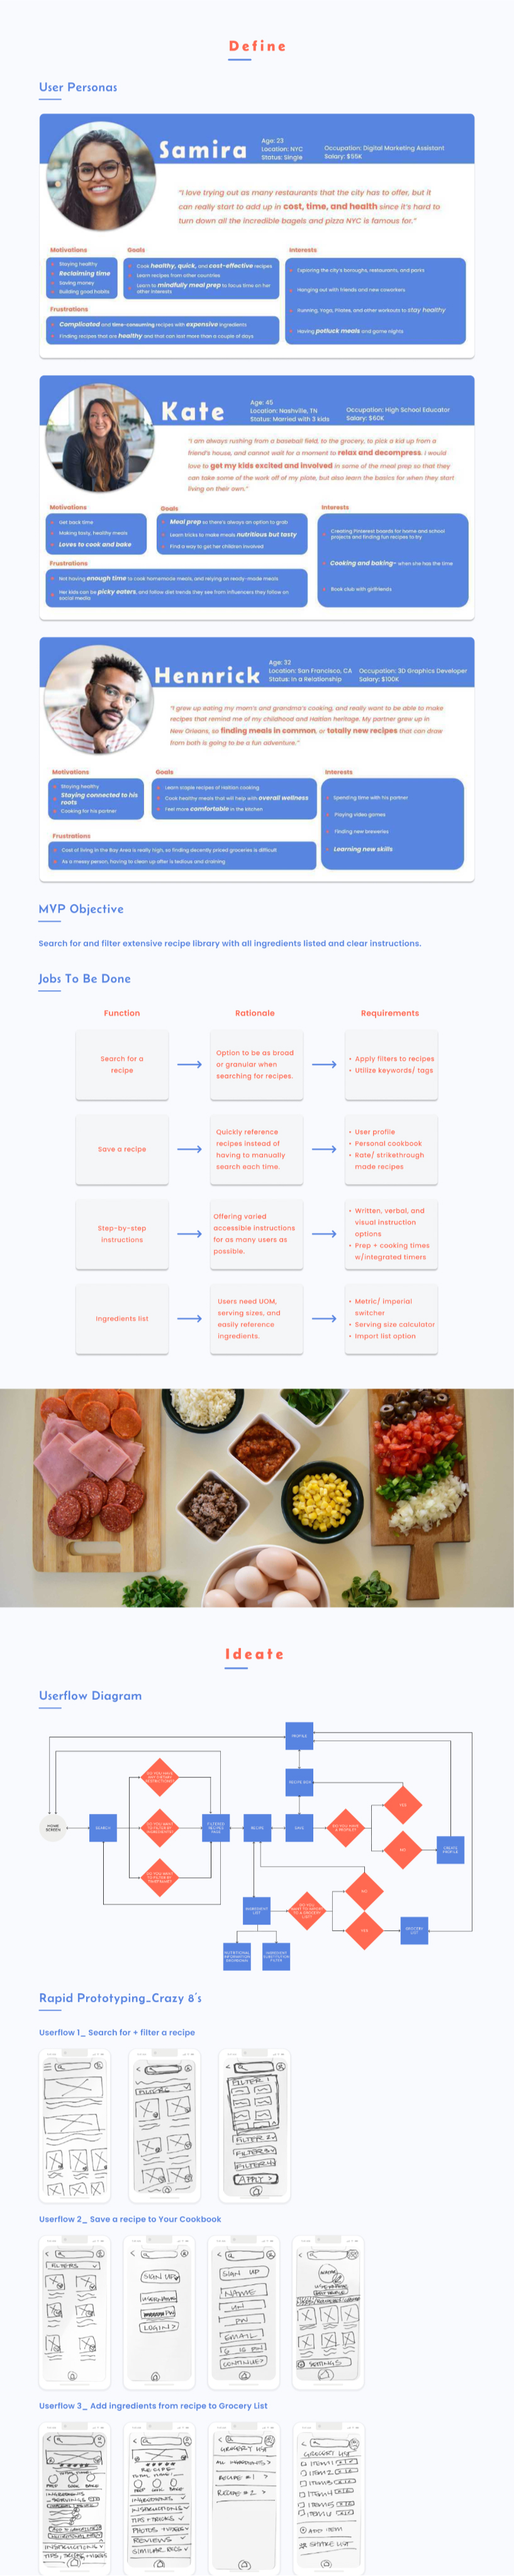 Define
User Personas
Samira
Age: 23
Location: NYC
Status: Single
Occupation: Digital Marketing Assistant
Salary: $55K
"I love trying out as many restaurants that the city has to offer, but it
can really start to add up in cost, time, and health since it's hard to
turn down all the incredible bagels and pizza NYC is famous for."
Motivations
Staying healthy
Reclaiming time
Saving money
Building good habits
Goals
Cook healthy, quick, and cost-effective recipes
Learn recipes from other countries
Learn to mindfully meal prep to focus time on her
other interests
Interests
Exploring the city's boroughs, restaurants, and parks
Hanging out with friends and new coworkers
Running, Yoga, Pilates, and other workouts to stay healthy
Having potluck meals and game nights
Frustrations
Complicated and time-consuming recipes with expensive ingredients
Finding recipes that are healthy and that can last more than a couple of days
Kate
Age: 45
Location: Nashville, TN
Status: Married with 3 kids
Occupation: High School Educator
Salary: $60K
"I am always rushing from a baseball field, to the grocery, to pick a kid up from a
friend's house, and cannot wait for a moment to relax and decompress. I would
love to get my kids excited and involved in some of the meal prep so that they
can take some of the work off of my plate, but also learn the basics for when they start
living on their own."
Motivations
Get back time
Making tasty, healthy meals
Loves to cook and bake
Goals
Meal prep so there's always an option to grab
Learn tricks to make meals nutritious but tasty
Find a way to get her children involved
Interests
Creating Pinterest boards for home and school
projects and finding fun recipes to try
Cooking and baking- when she has the time
Book club with girlfriends
Frustrations
Not having enough time to cook homemade meals, and relying on ready-made meals
Her kids can be picky eaters, and follow diet trends they see from influencers they follow on
social media
Hennrick
Age: 32
Location: San Francisco, CA
Status: In a Relationship
Occupation: 3D Graphics Developer
Salary: $100K
"I grew up eating my mom's and grandma's cooking, and really want to be able to make
recipes that remind me of my childhood and Haitian heritage. My partner grew up in
New Orleans, so finding meals in common, or totally new recipes that can draw
from both is going to be a fun adventure."
Motivations
Staying healthy
Staying connected to his
roots
Cooking for his partner
Goals
Learn staple recipes of Haitian cooking
Cook healthy meals that will help with overall wellness
Feel more comfortable in the kitchen
Interests
Spending time with his partner
Playing video games
Finding new breweries
Learning new skills
Frustrations
Cost of living in the Bay Area is really high, so finding decently priced groceries is difficult
As a messy person, having to clean up after is tedious and draining
MVP Objective
Search for and filter extensive recipe library with all ingredients listed and clear instructions.
Jobs To Be Done
Function
Rationale
Requirements
Search for a
recipe
Option to be as broad
or granular when
searching for recipes.
• Apply filters to recipes
• Utilize keywords/ tags
Save a recipe
Quickly reference
recipes instead of
having to manually
search each time.
• User profile
• Personal cookbook
• Rate/ strikethrough
made recipes
Step-by-step
instructions
Offering varied
accessible instructions
for as many users as
possible.
• Written, verbal, and
visual instruction
options
• Prep + cooking times
w/integrated timers
Ingredients list
Users need UOM,
serving sizes, and
easily reference
ingredients.
• Metric/ Imperial
switcher
• Serving size calculator
• Import list option
Ideate
Userflow Diagram
PROFILE
RECIPE BOX
HOME
SCREEN
SEARCH
FILTERED
RECIPES
PAGE
RECIPE
SAVE
YES
NO
CREATE
PROFILE
INGREDIENT
LIST
NO
YES
GROCERY
LIST
Rapid Prototyping_Crazy 8's
Userflow 1_ Search for + filter a recipe
FILTERS
FILTER 1
FILTER 2
FILTER 3
FILTER 4
APPLY >
Userflow 2_ Save a recipe to Your Cookbook
FILTERS
SIGN UP
USERNAME
LOGIN >
SIGN UP
NAME
UN
PW
EMAIL
CONTINUE >
SETTINGS
Userflow 3_ Add ingredients from recipe to Grocery List
INSTRUCTIONS
RECIPE
INGREDIENTS
INSTRUCTIONS
TIPS + TRICKS
PHOTOS + VIDEOS
REVIEWS
SIMILAR RECS
GROCERY LIST
ALL INGREDIENTS >
RECIPE #1 >
RECIPE #2 >
GROCERY LIST
ITEM 1
ITEM 2
ITEM 3
ITEM 4
ITEM 5
ADD ITEM
SHARE LIST